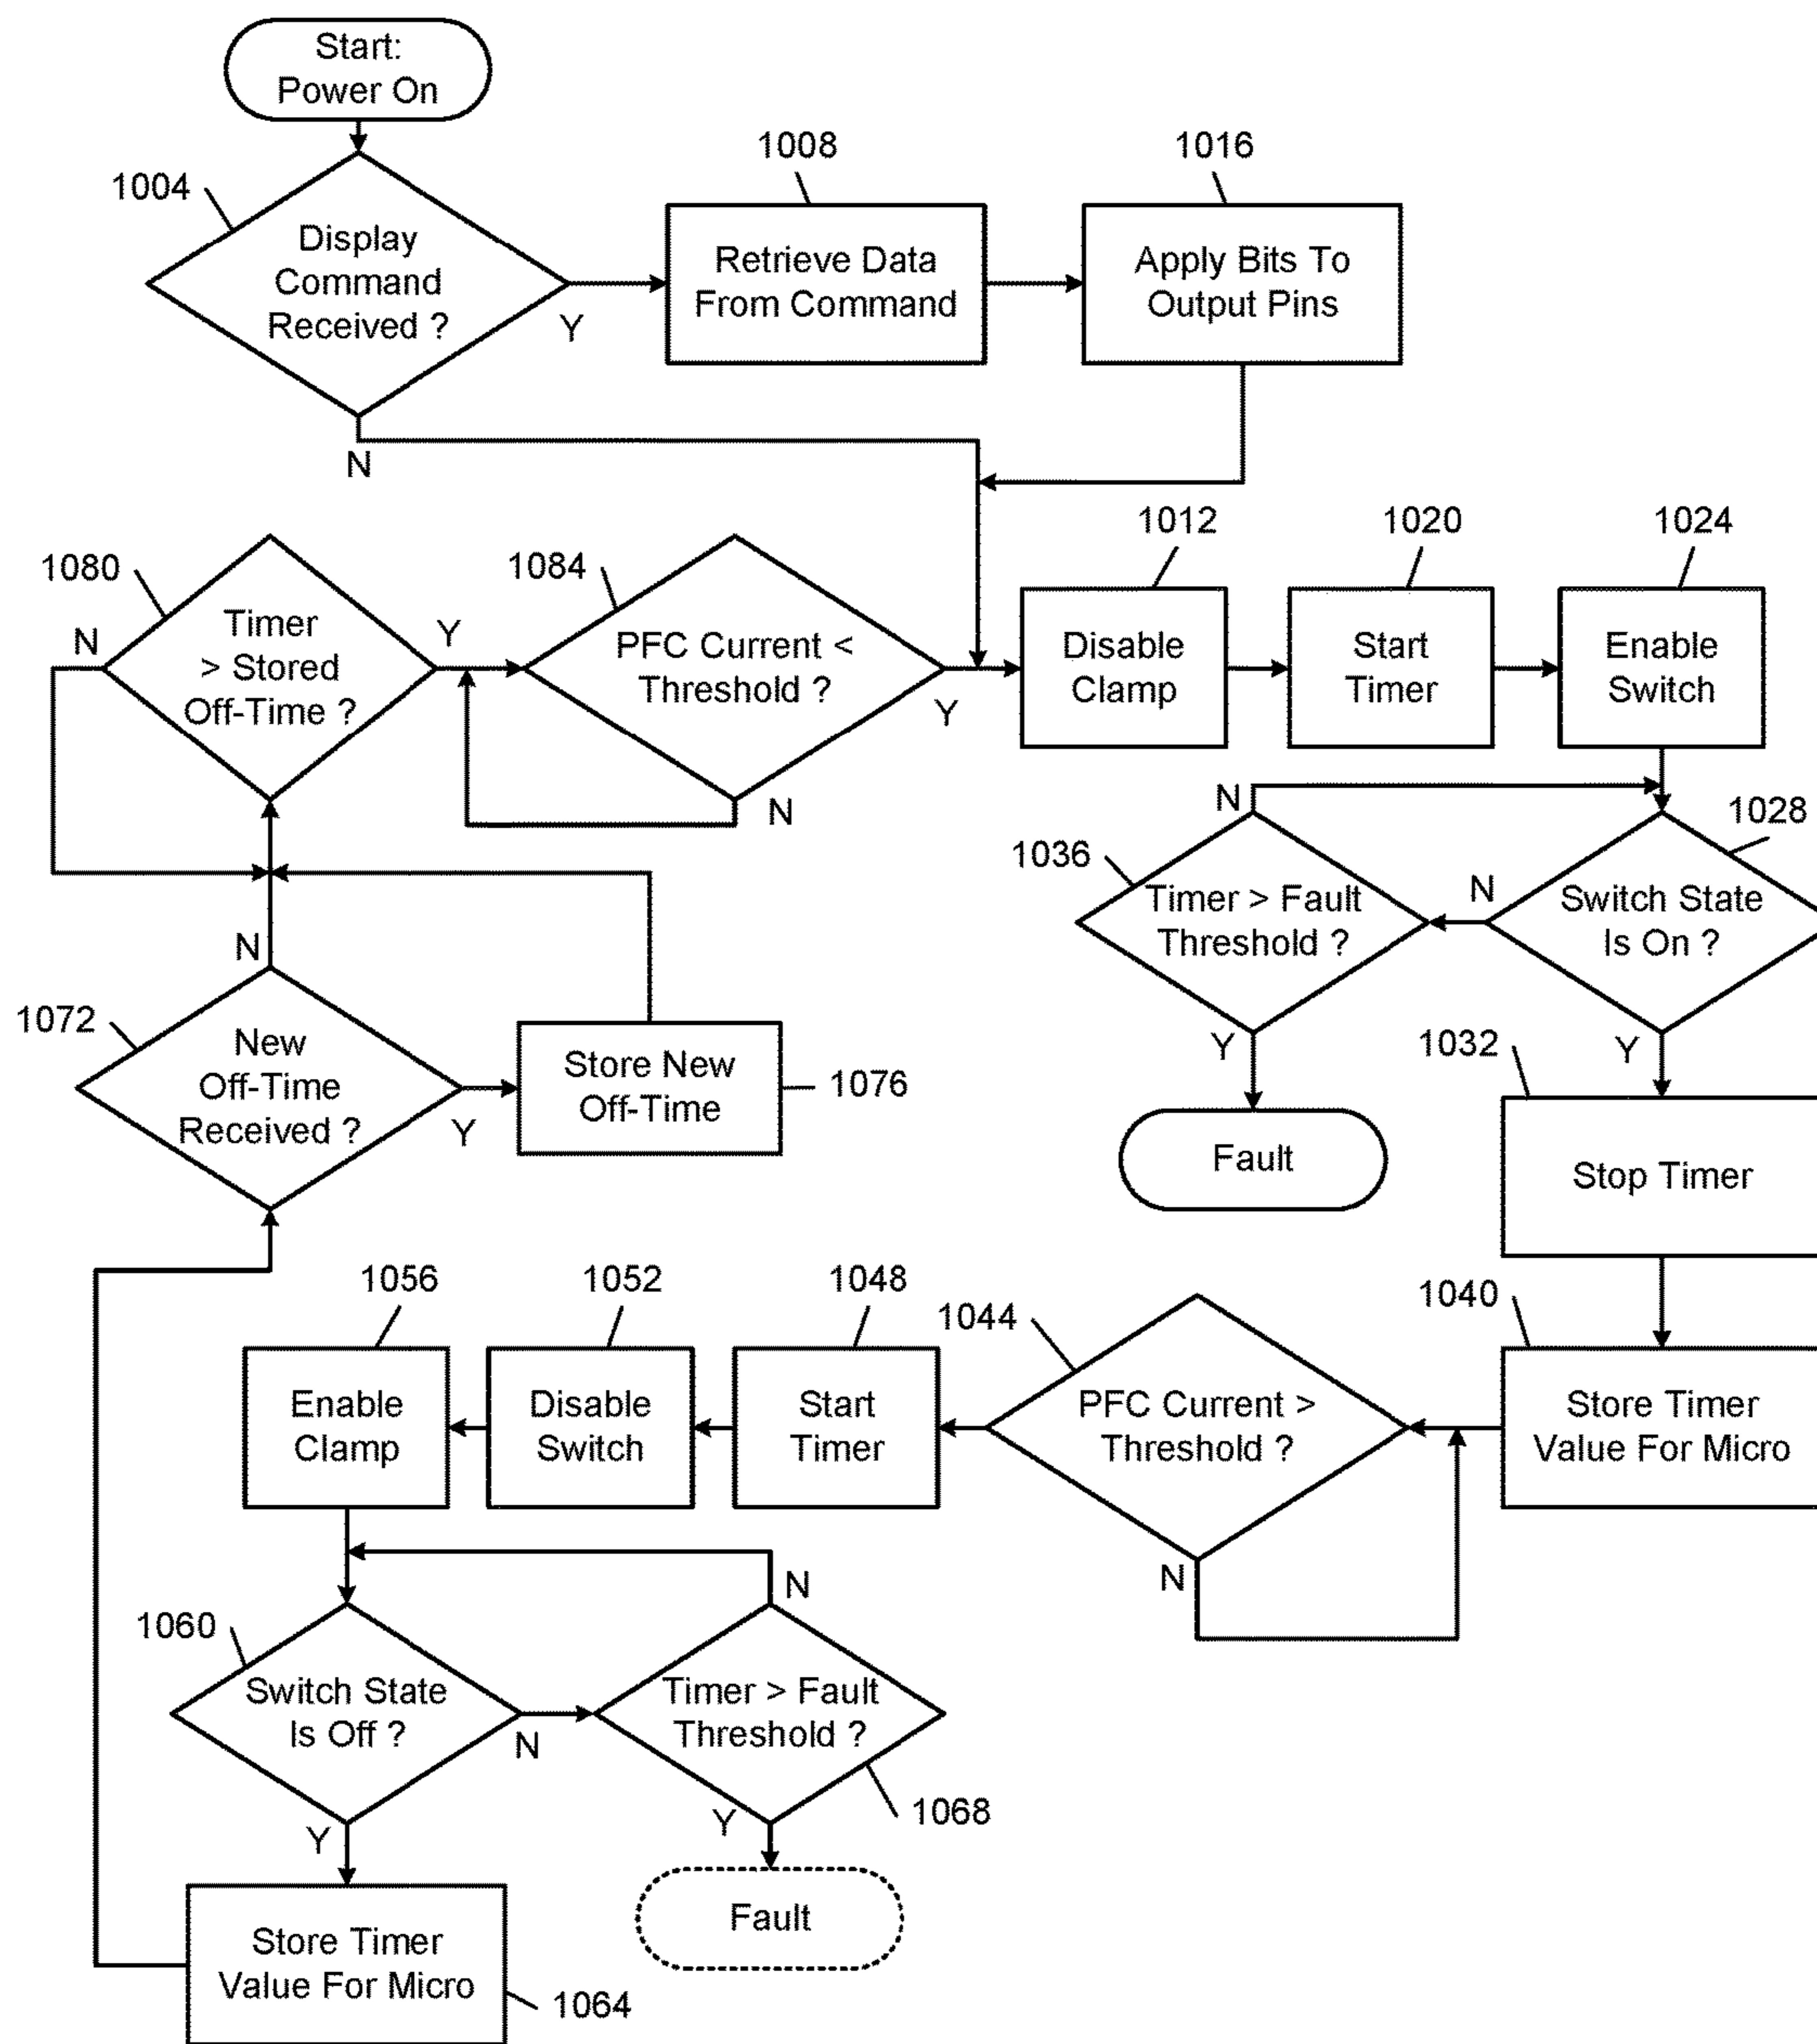 Start:
Power On
1004
Display
Command
Received ?
Y
N
1008
Retrieve Data
From Command
1016
Apply Bits To
Output Pins
1080
Timer
> Stored
Off-Time ?
N
Y
1084
PFC Current <
Threshold ?
Y
N
1012
Disable
Clamp
1020
Start
Timer
1024
Enable
Switch
1028
Switch State
Is On ?
N
Y
1036
Timer > Fault
Threshold ?
N
Y
Fault
1032
Stop Timer
1040
Store Timer
Value For Micro
1044
PFC Current >
Threshold ?
N
1048
Start
Timer
1052
Disable
Switch
1056
Enable
Clamp
1060
Switch State
Is Off ?
N
Y
1068
Timer > Fault
Threshold ?
N
Y
Fault
1064
Store Timer
Value For Micro
1072
New
Off-Time
Received ?
N
Y
1076
Store New
Off-Time